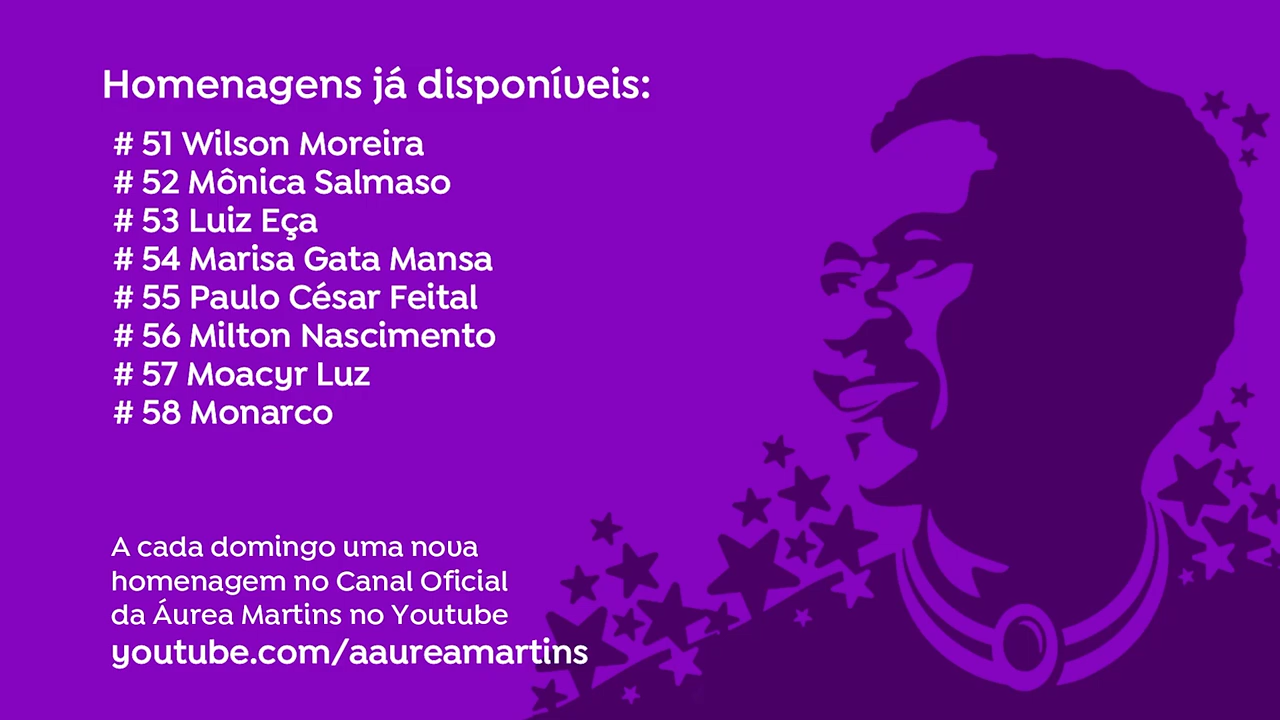 Homenagens já disponíveis:
# 51 Wilson Moreira
# 52 Mônica Salmaso
# 53 Luiz Eça
# 54 Marisa Gata Mansa
# 55 Paulo César Feital
# 56 Milton Nascimento
# 57 Moacyr Luz
# 58 Monarco
A cada domingo uma nova
homenagem no Canal Oficial
da Áurea Martins no Youtube
youtube.com/aaureamartins